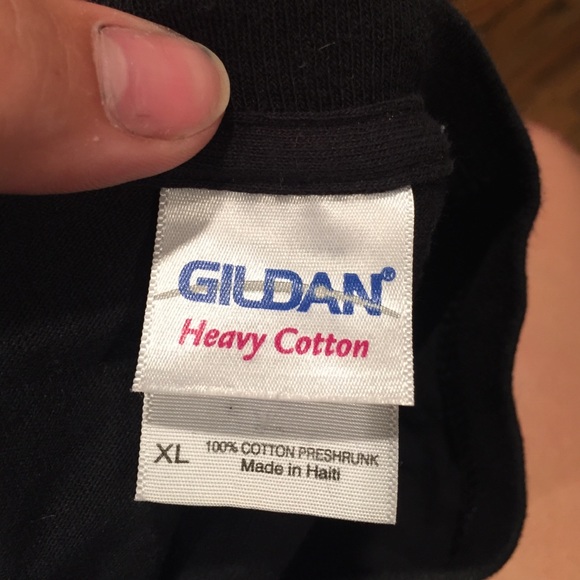 GILDAN®
Heavy Cotton
XL 100% COTTON PRESHRUNK
Made in Haiti